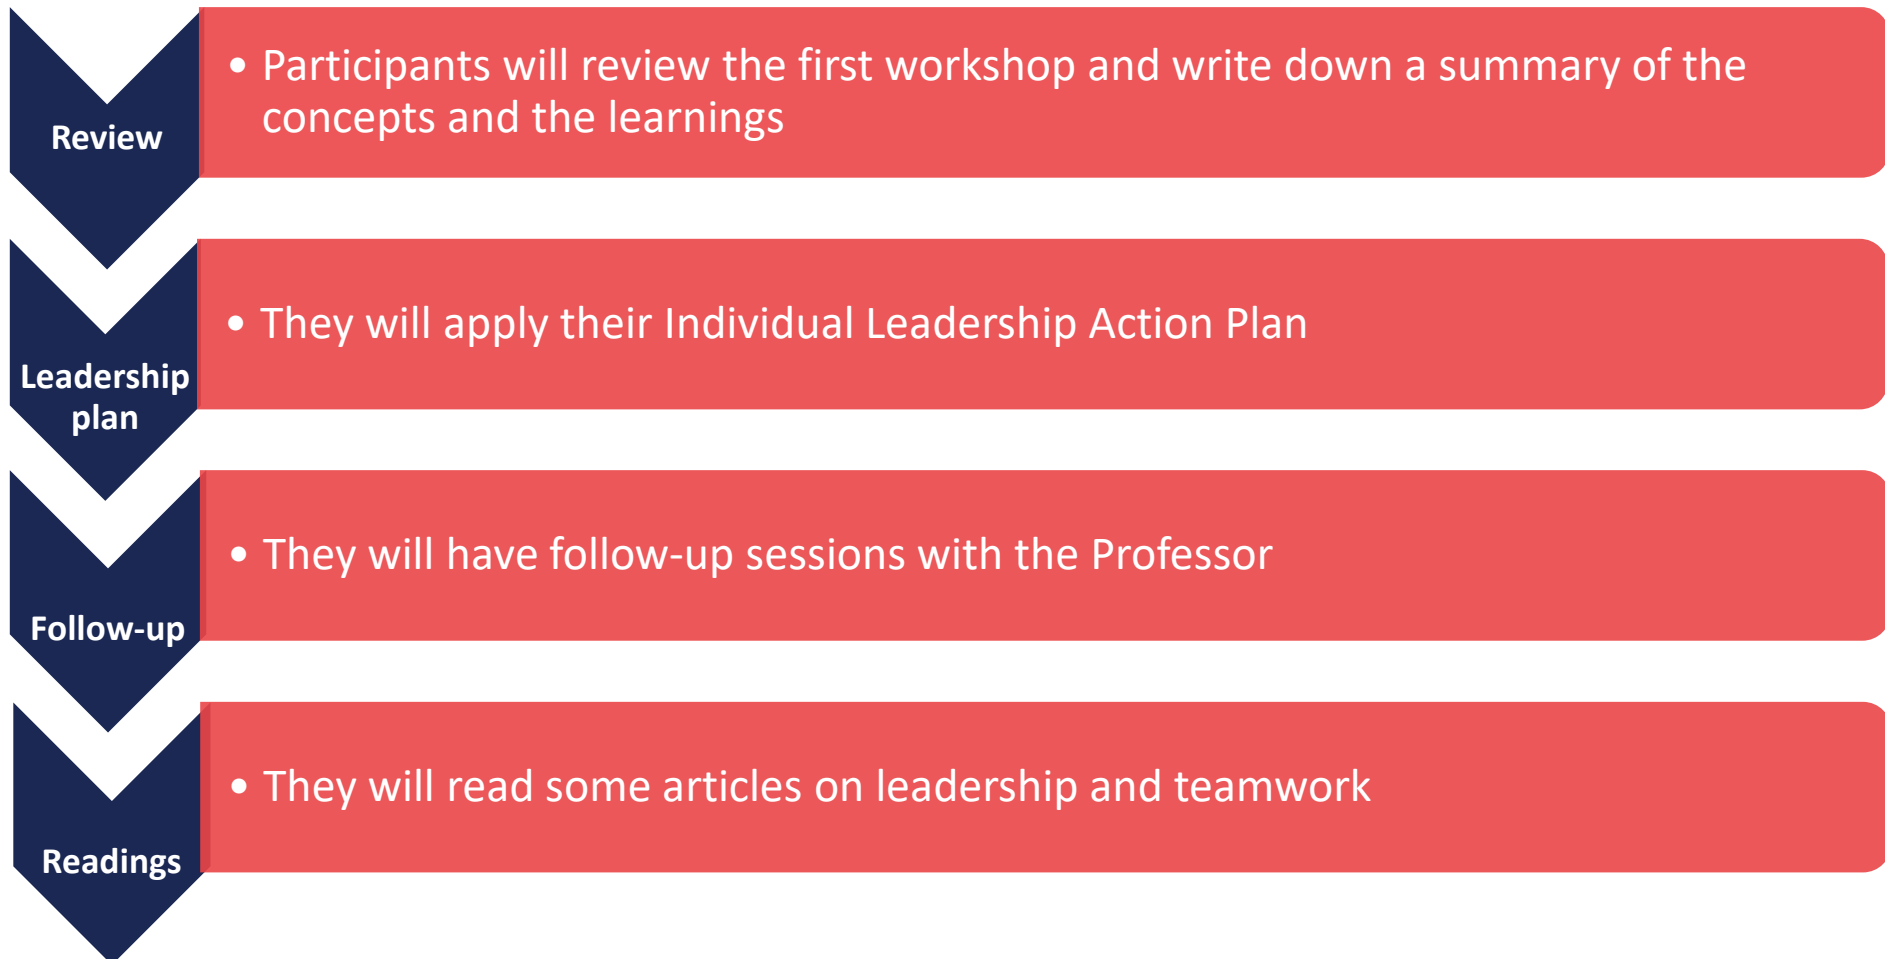 Review
• Participants will review the first workshop and write down a summary of the
concepts and the learnings
Leadership
plan
• They will apply their Individual Leadership Action Plan
Follow-up
• They will have follow-up sessions with the Professor
Readings
• They will read some articles on leadership and teamwork